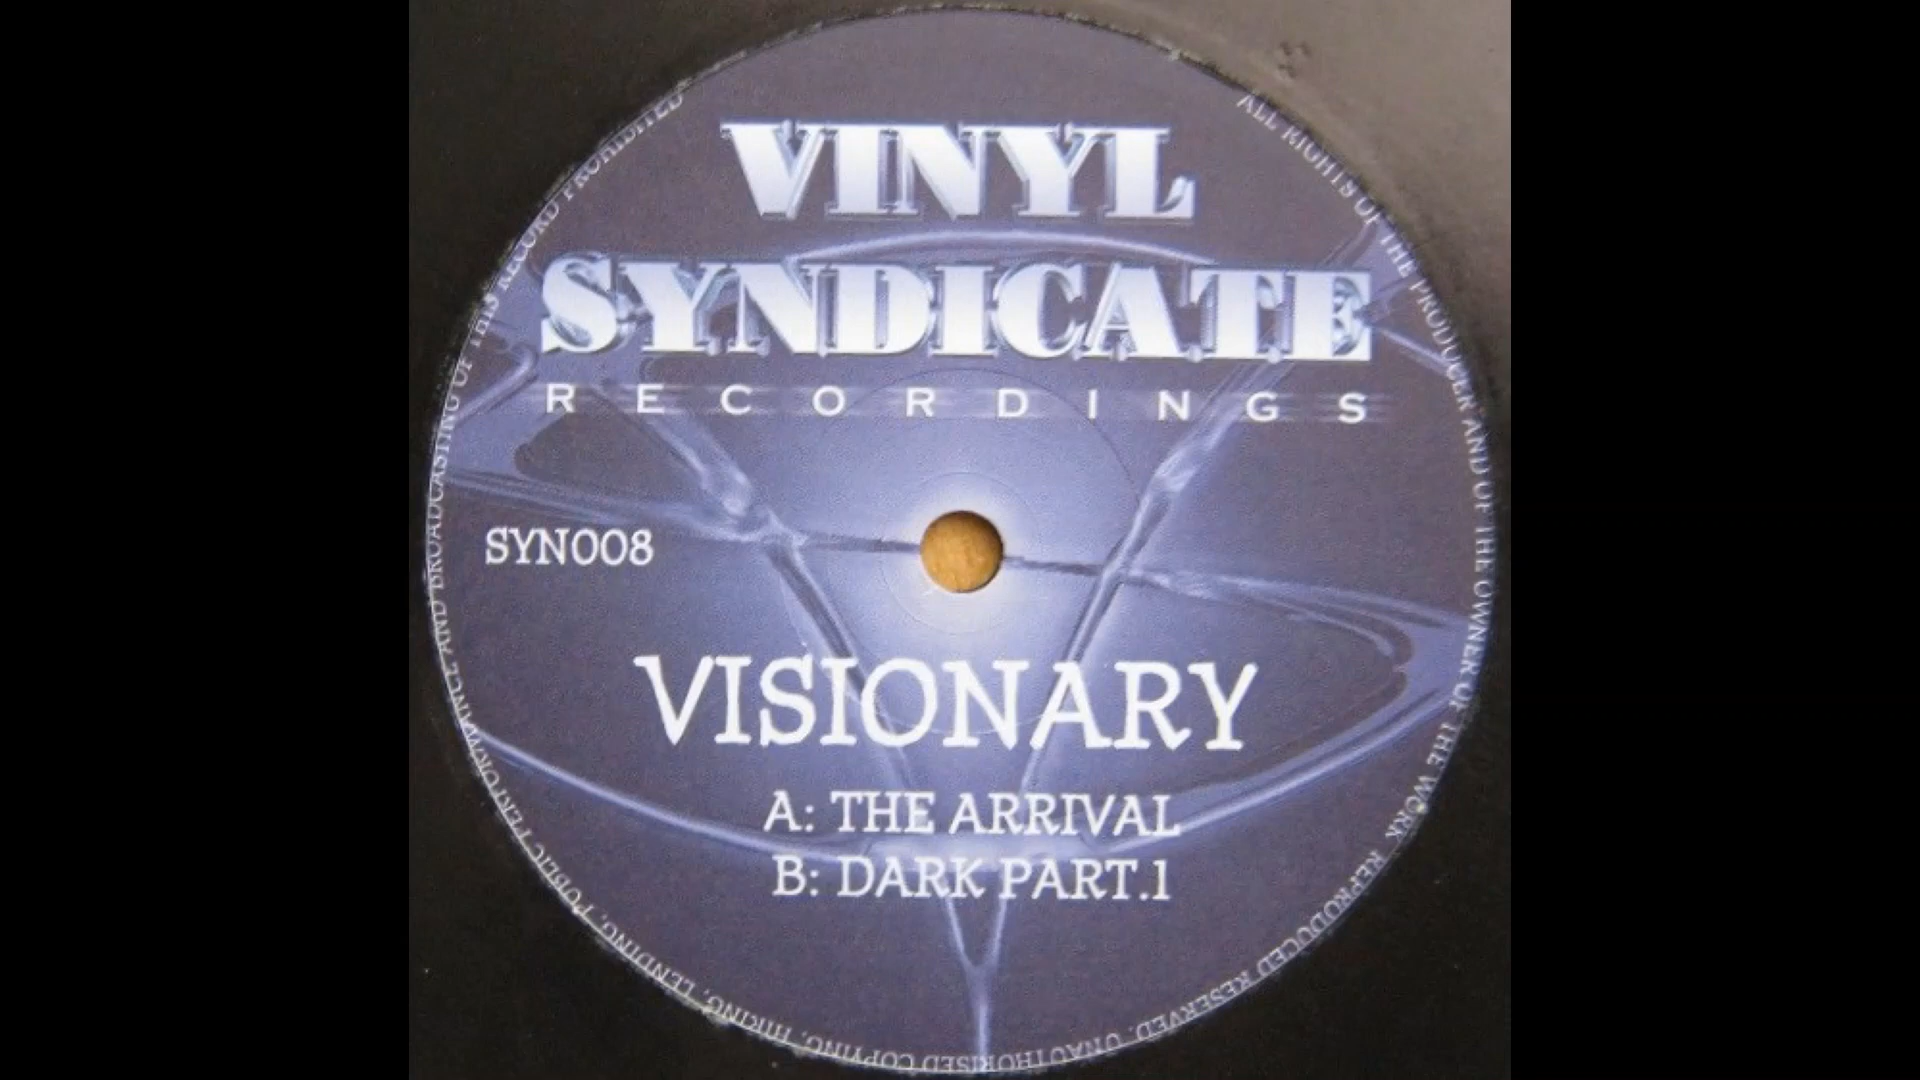 VINYL
SYNDICATE
RECORDINGS
SYN008
VISIONARY
A: THE ARRIVAL
B: DARK PART.1
ALL RIGHTS OF THE PRODUCER AND OF THE OWNER OF THE WORK REPRODUCED RESERVED. UNAUTHORISED COPYING, HIRING, LENDING, PUBLIC PERFORMANCE AND BROADCASTING OF THIS RECORD PROHIBITED